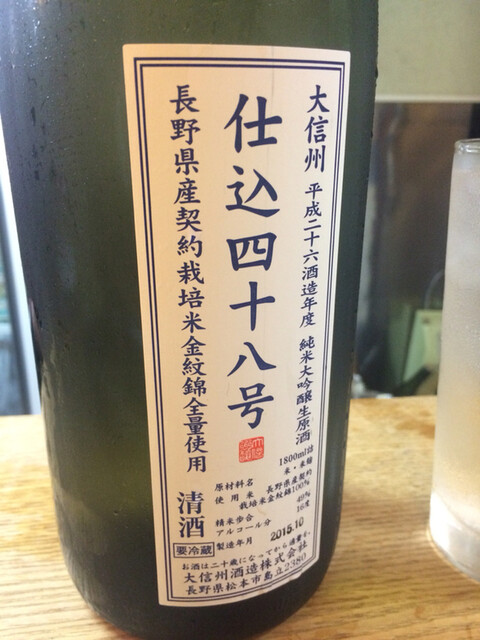 大信州 平成二十六酒造年度 純米大吟醸生原酒
仕込四十八号
長野県産契約栽培米金紋錦全量使用
清酒
要冷蔵
1800ml詰
原材料名 米・米麹
使用米 長野県産契約
栽培米金紋錦100%
精米歩合 49%
アルコール分 16度
製造年月 2015.10
お酒は二十歳になってから適量を。
大信州酒造株式会社
長野県松本市島立2380